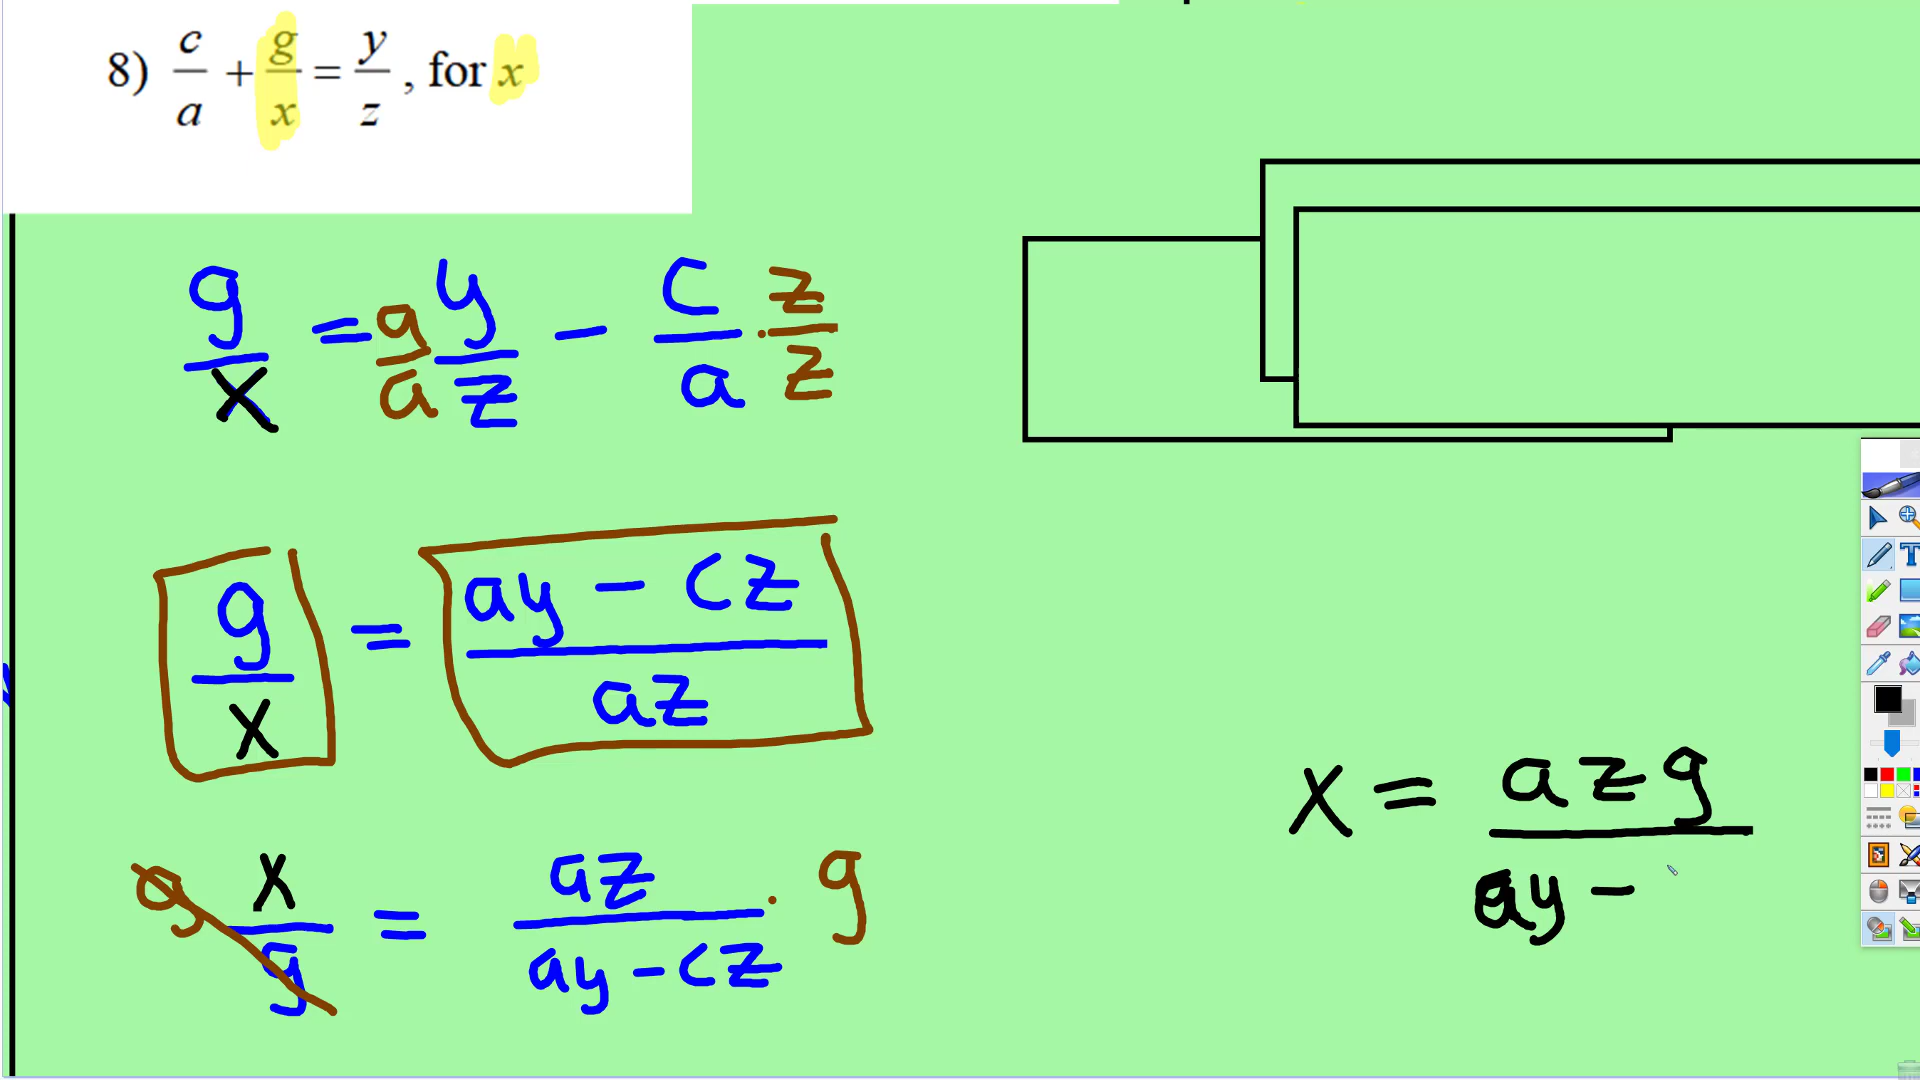 8) c/a + g/x = y/z , for x
g/x = a/a y/z − c/a · z/z
g/x = (ay − cz)/(az)
g x/g = az/(ay − cz) · g
x = azg/(ay −